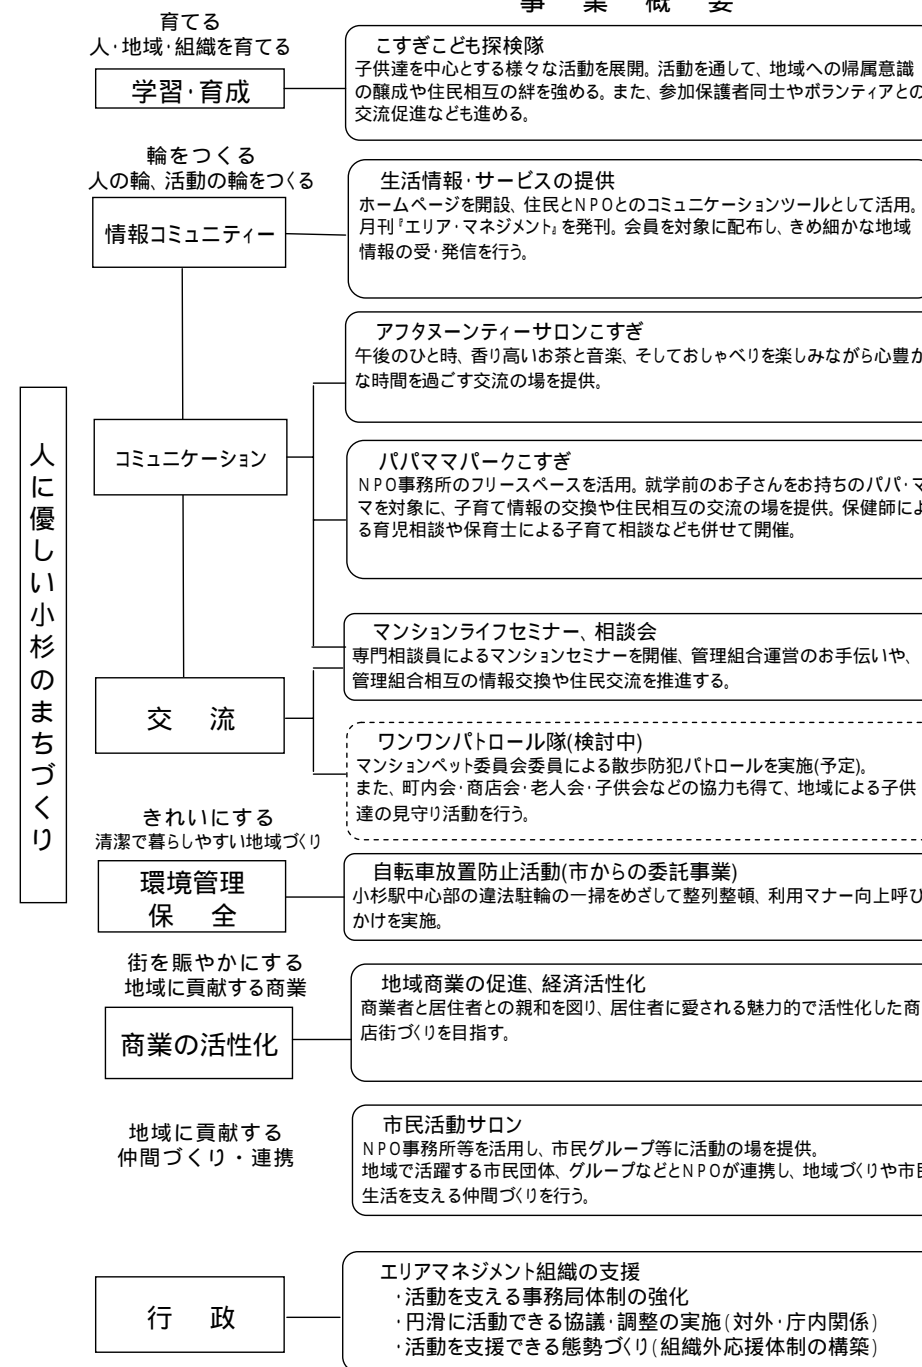 事 業 概 要
育てる
人・地域・組織を育てる
学習・育成
こすぎこども探検隊
子供達を中心とする様々な活動を展開。活動を通して、地域への帰属意識
の醸成や住民相互の絆を強める。また、参加保護者同士やボランティアとの
交流促進なども進める。
輪をつくる
人の輪、活動の輪をつくる
情報コミュニティー
生活情報・サービスの提供
ホームページを開設、住民とNPOとのコミュニケーションツールとして活用。
月刊『エリア・マネジメント』を発刊。会員を対象に配布し、きめ細かな地域
情報の受・発信を行う。
アフタヌーンティーサロンこすぎ
午後のひと時、香り高いお茶と音楽、そしておしゃべりを楽しみながら心豊か
な時間を過ごす交流の場を提供。
人に優しい小杉のまちづくり
コミュニケーション
パパママパークこすぎ
NPO事務所のフリースペースを活用。就学前のお子さんをお持ちのパパ・マ
マを対象に、子育て情報の交換や住民相互の交流の場を提供。保健師によ
る育児相談や保育士による子育て相談なども併せて開催。
マンションライフセミナー、相談会
専門相談員によるマンションセミナーを開催、管理組合運営のお手伝いや、
管理組合相互の情報交換や住民交流を推進する。
交 流
ワンワンパトロール隊(検討中)
マンションペット委員会委員による散歩防犯パトロールを実施(予定)。
また、町内会・商店会・老人会・子供会などの協力も得て、地域による子供
達の見守り活動を行う。
きれいにする
清潔で暮らしやすい地域づくり
環境管理
保 全
自転車放置防止活動(市からの委託事業)
小杉駅中心部の違法駐輪の一掃をめざして整列整頓、利用マナー向上呼び
かけを実施。
街を賑やかにする
地域に貢献する商業
商業の活性化
地域商業の促進、経済活性化
商業者と居住者との親和を図り、居住者に愛される魅力的で活性化した商
店街づくりを目指す。
地域に貢献する
仲間づくり・連携
市民活動サロン
NPO事務所等を活用し、市民グループ等に活動の場を提供。
地域で活躍する市民団体、グループなどとNPOが連携し、地域づくりや市民
生活を支える仲間づくりを行う。
行 政
エリアマネジメント組織の支援
・活動を支える事務局体制の強化
・円滑に活動できる協議・調整の実施(対外・庁内関係)
・活動を支援できる態勢づくり(組織外応援体制の構築)